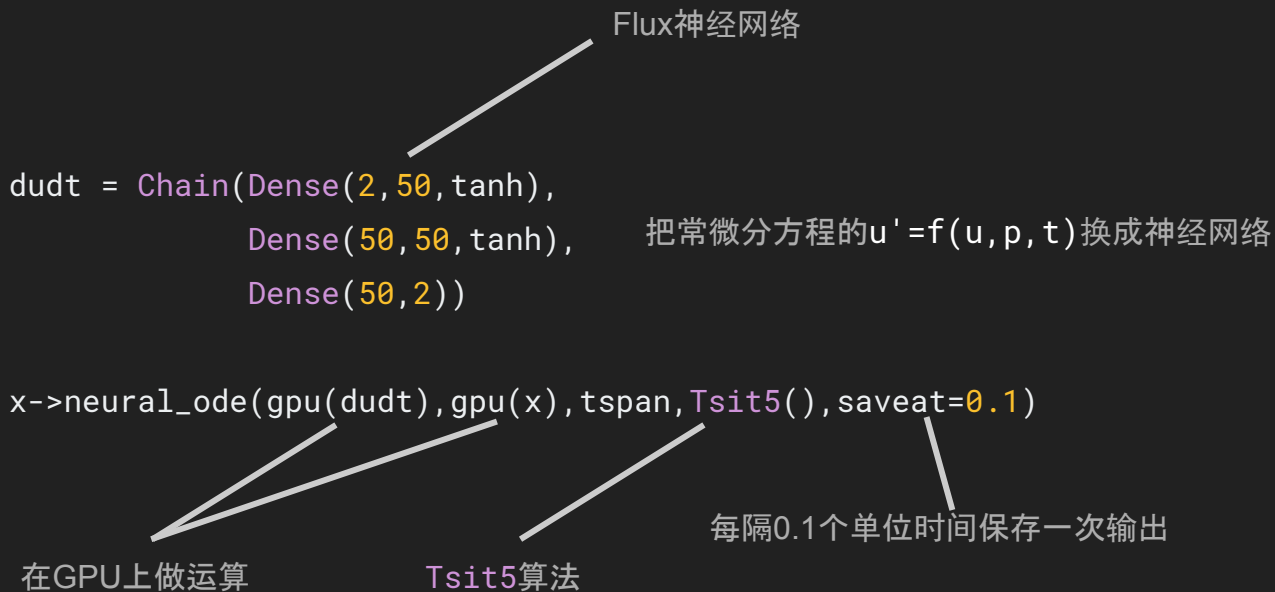 Flux神经网络
dudt = Chain(Dense(2,50,tanh),
Dense(50,50,tanh),
把常微分方程的u'=f(u,p,t)换成神经网络
Dense(50,2))
x->neural_ode(gpu(dudt),gpu(x),tspan,Tsit5(),saveat=0.1)
每隔0.1个单位时间保存一次输出
在GPU上做运算
Tsit5算法